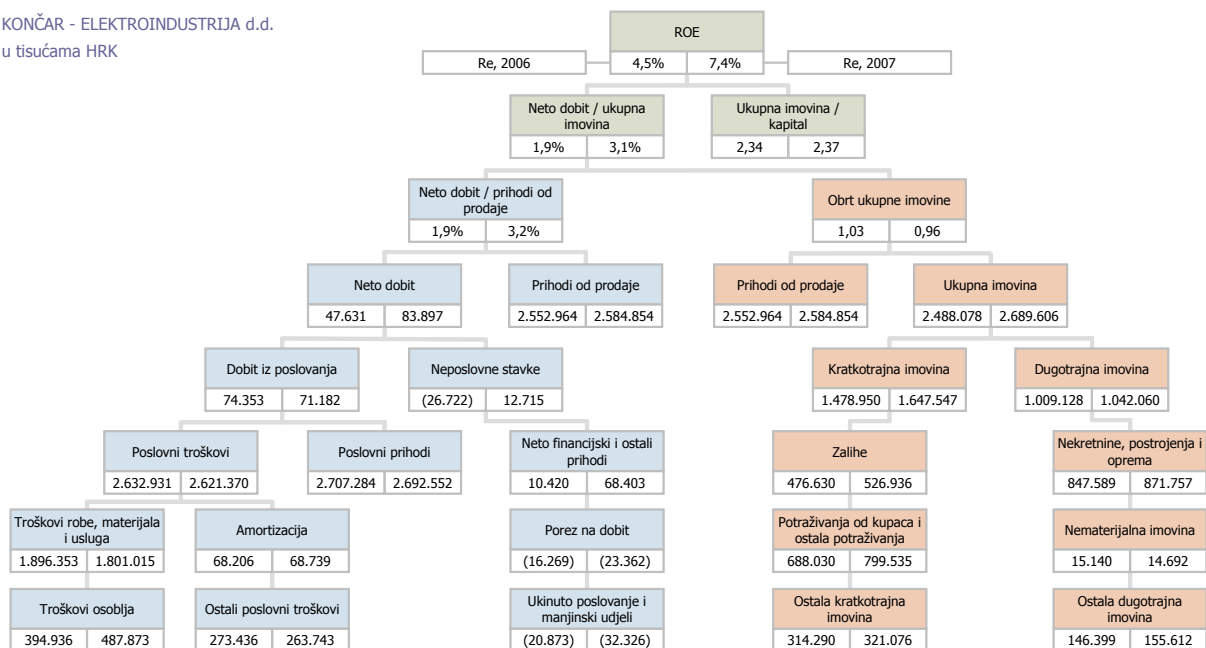 KONČAR - ELEKTROINDUSTRIJA d.d.
u tisućama HRK
ROE
Re, 2006 4,5% 7,4% Re, 2007
Neto dobit / ukupna
imovina
1,9% 3,1%
Ukupna imovina /
kapital
2,34 2,37
Neto dobit / prihodi od
prodaje
1,9% 3,2%
Obrt ukupne imovine
1,03 0,96
Neto dobit
47.631 83.897
Prihodi od prodaje
2.552.964 2.584.854
Prihodi od prodaje
2.552.964 2.584.854
Ukupna imovina
2.488.078 2.689.606
Dobit iz poslovanja
74.353 71.182
Neposlovne stavke
(26.722) 12.715
Kratkotrajna imovina
1.478.950 1.647.547
Dugotrajna imovina
1.009.128 1.042.060
Poslovni troškovi
2.632.931 2.621.370
Poslovni prihodi
2.707.284 2.692.552
Neto financijski i ostali
prihodi
10.420 68.403
Zalihe
476.630 526.936
Nekretnine, postrojenja i
oprema
847.589 871.757
Troškovi robe, materijala
i usluga
1.896.353 1.801.015
Amortizacija
68.206 68.739
Porez na dobit
(16.269) (23.362)
Potraživanja od kupaca i
ostala potraživanja
688.030 799.535
Nematerijalna imovina
15.140 14.692
Troškovi osoblja
394.936 487.873
Ostali poslovni troškovi
273.436 263.743
Ukinuto poslovanje i
manjinski udjeli
(20.873) (32.326)
Ostala kratkotrajna
imovina
314.290 321.076
Ostala dugotrajna
imovina
146.399 155.612